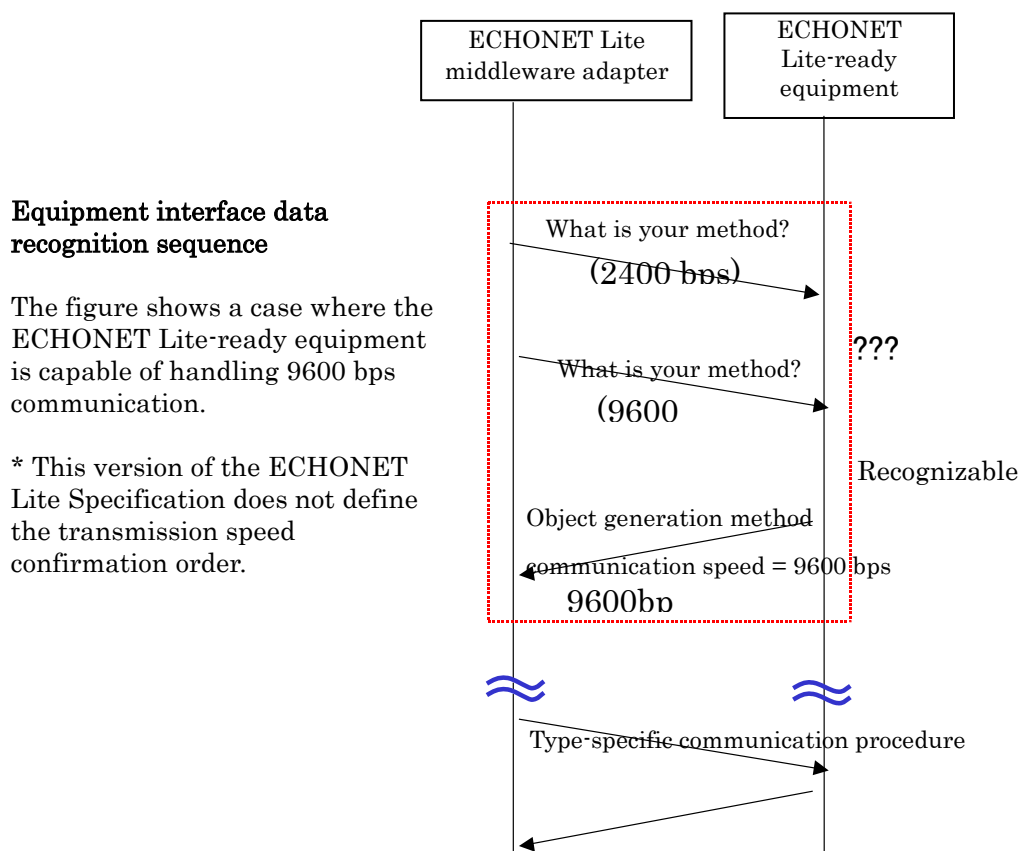 ECHONET Lite
middleware adapter
ECHONET
Lite-ready
equipment
Equipment interface data
recognition sequence
The figure shows a case where the
ECHONET Lite-ready equipment
is capable of handling 9600 bps
communication.
* This version of the ECHONET
Lite Specification does not define
the transmission speed
confirmation order.
What is your method?
(2400 bps)
???
What is your method?
(9600
Recognizable
Object generation method
communication speed = 9600 bps
9600bp
Type-specific communication procedure